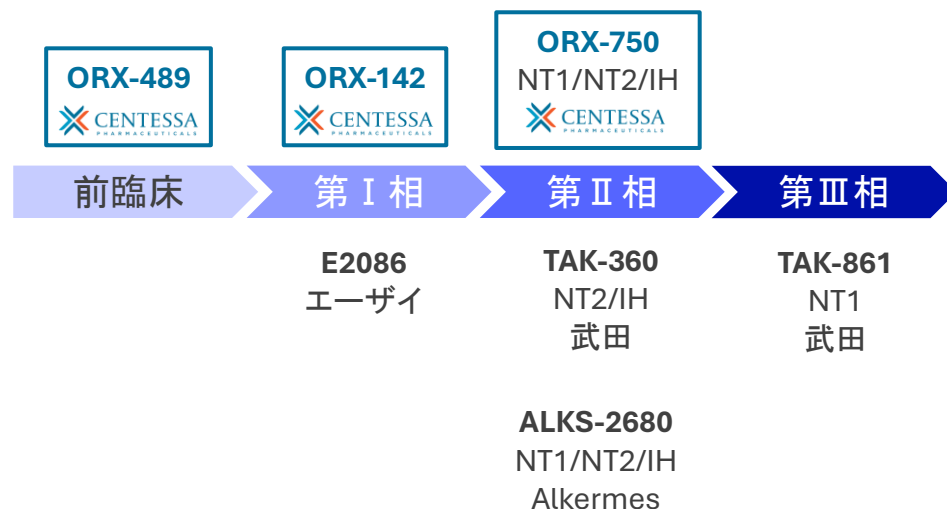 ORX-489
CENTESSA
PHARMACEUTICALS
ORX-142
CENTESSA
PHARMACEUTICALS
ORX-750
NT1/NT2/IH
CENTESSA
PHARMACEUTICALS
前臨床
第Ⅰ相
第Ⅱ相
第Ⅲ相
E2086
エーザイ
TAK-360
NT2/IH
武田
ALKS-2680
NT1/NT2/IH
Alkermes
TAK-861
NT1
武田